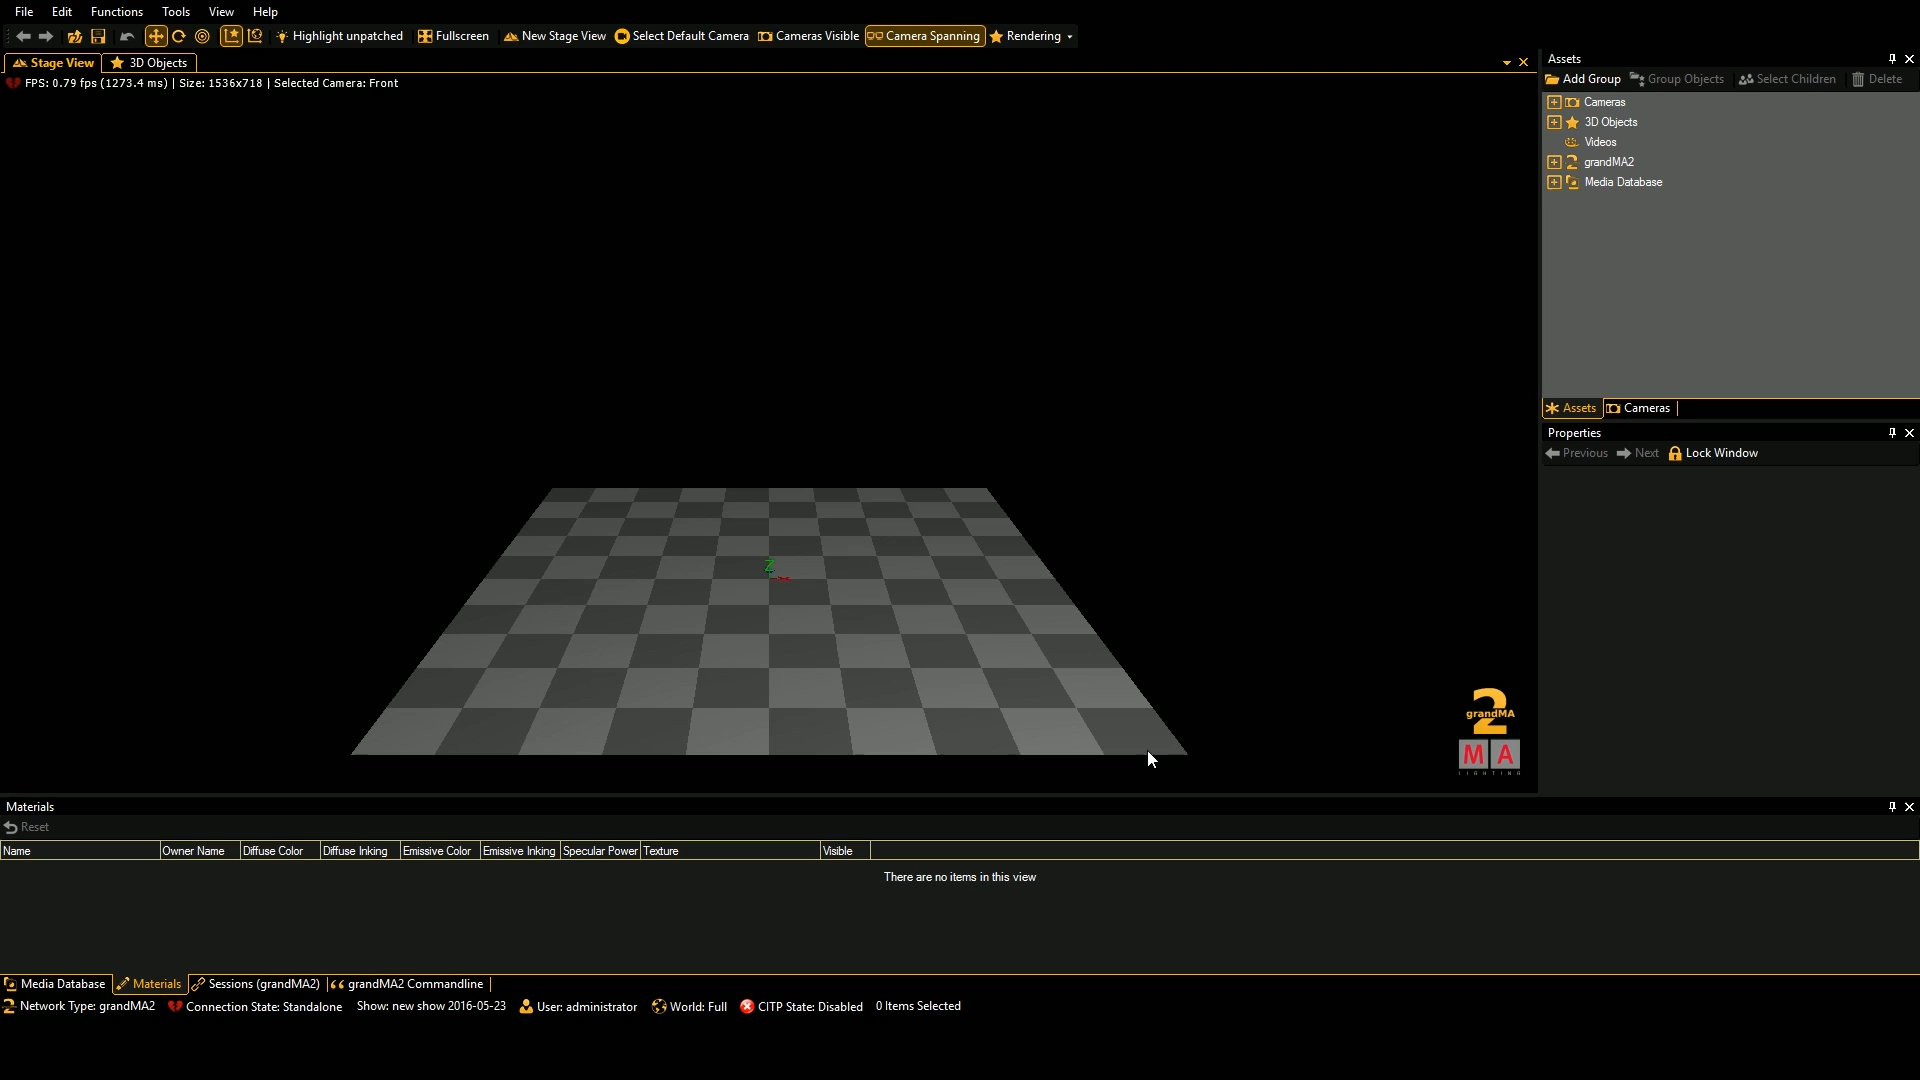 File Edit Functions Tools View Help
Highlight unpatched Fullscreen New Stage View Select Default Camera Cameras Visible Camera Spanning Rendering
Stage View 3D Objects
FPS: 0.79 fps (1273.4 ms) | Size: 1536x718 | Selected Camera: Front
Z
grandMA
2
MA
LIGHTING
Assets
Add Group Group Objects Select Children Delete
Cameras
3D Objects
Videos
grandMA2
Media Database
Assets Cameras
Properties
Previous Next Lock Window
Materials
Reset
Name Owner Name Diffuse Color Diffuse Inking Emissive Color Emissive Inking Specular Power Texture Visible
There are no items in this view
Media Database Materials Sessions (grandMA2) grandMA2 Commandline
Network Type: grandMA2 Connection State: Standalone Show: new show 2016-05-23 User: administrator World: Full CITP State: Disabled 0 Items Selected